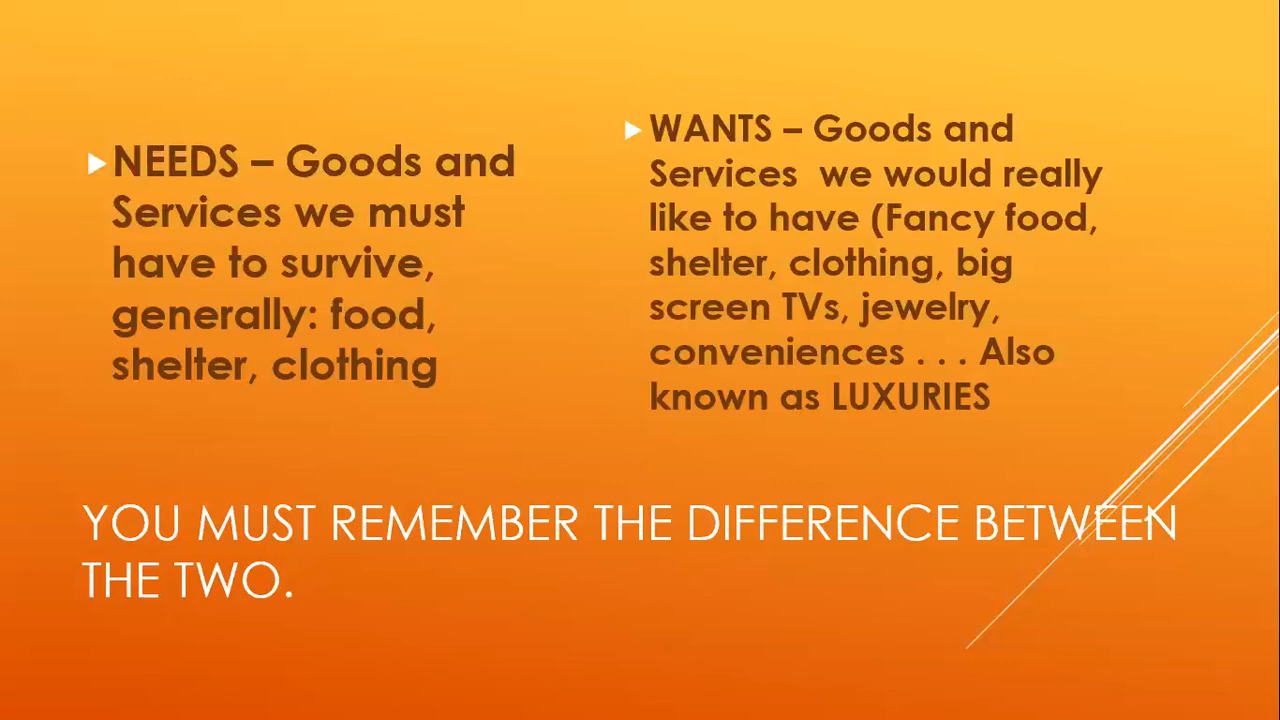 NEEDS – Goods and
Services we must
have to survive,
generally: food,
shelter, clothing
WANTS – Goods and
Services  we would really
like to have (Fancy food,
shelter, clothing, big
screen TVs, jewelry,
conveniences . . . Also
known as LUXURIES
YOU MUST REMEMBER THE DIFFERENCE BETWEEN
THE TWO.